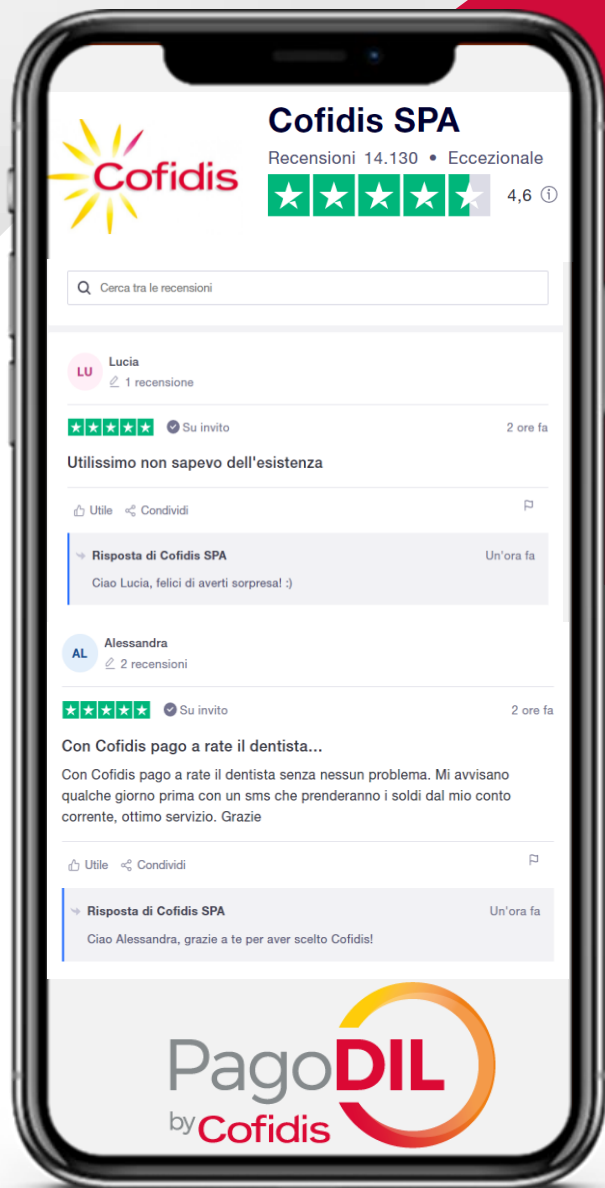 Cofidis
Cofidis SPA
Recensioni 14.130 • Eccezionale
4,6
Cerca tra le recensioni
LU
Lucia
1 recensione
Su invito
2 ore fa
Utilissimo non sapevo dell'esistenza
Utile
Condividi
Risposta di Cofidis SPA
Un'ora fa
Ciao Lucia, felici di averti sorpresa! :)
AL
Alessandra
2 recensioni
Su invito
2 ore fa
Con Cofidis pago a rate il dentista...
Con Cofidis pago a rate il dentista senza nessun problema. Mi avvisano
qualche giorno prima con un sms che prenderanno i soldi dal mio conto
corrente, ottimo servizio. Grazie
Utile
Condividi
Risposta di Cofidis SPA
Un'ora fa
Ciao Alessandra, grazie a te per aver scelto Cofidis!
PagoDIL
by Cofidis